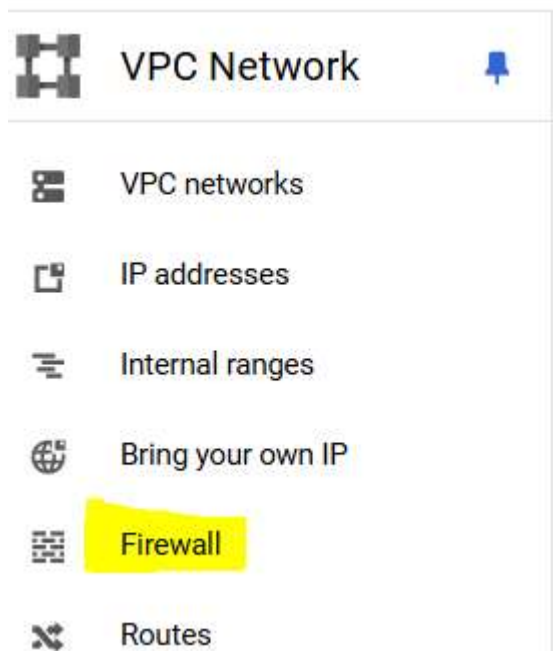 VPC Network
VPC networks
IP addresses
Internal ranges
Bring your own IP
Firewall
Routes